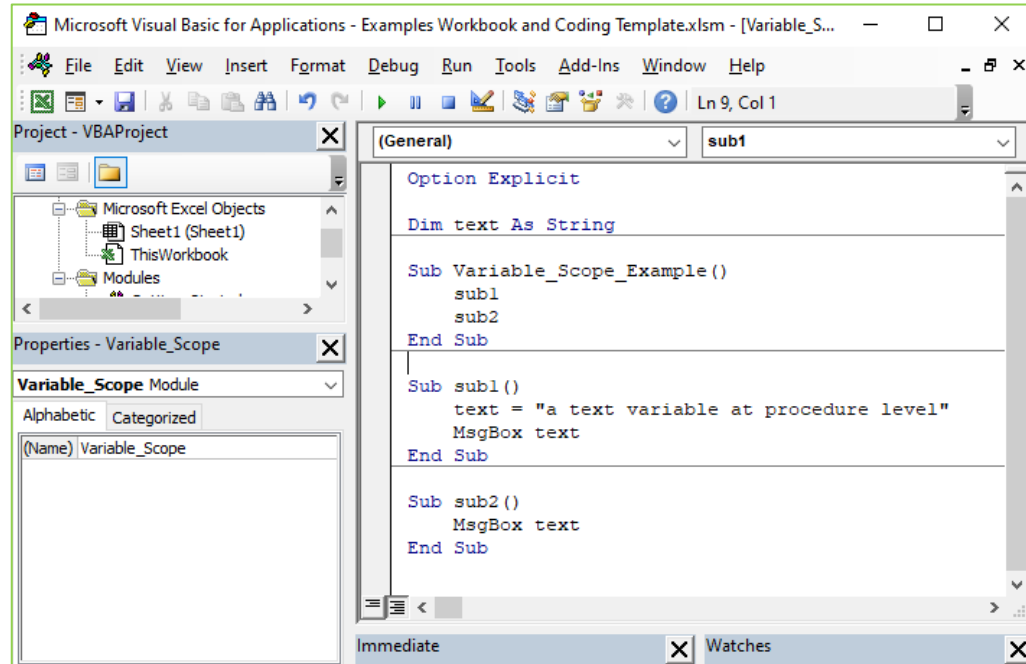 Microsoft Visual Basic for Applications - Examples Workbook and Coding Template.xlsm - [Variable_S...
File Edit View Insert Format Debug Run Tools Add-Ins Window Help
Ln 9, Col 1
Project - VBAProject
Microsoft Excel Objects
Sheet1 (Sheet1)
ThisWorkbook
Modules
Properties - Variable_Scope
Variable_Scope Module
Alphabetic Categorized
(Name) Variable_Scope
(General) sub1
Option Explicit
Dim text As String
Sub Variable_Scope_Example()
sub1
sub2
End Sub
Sub sub1()
text = "a text variable at procedure level"
MsgBox text
End Sub
Sub sub2()
MsgBox text
End Sub
Immediate Watches